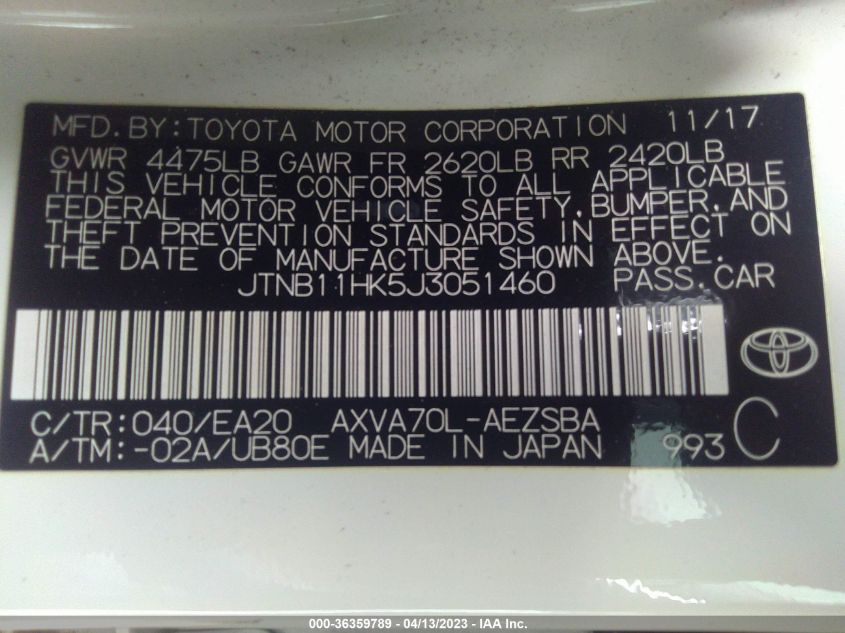 MFD.BY:TOYOTA MOTOR CORPORATION 11/17
GVWR 4475LB GAWR FR 2620LB RR 2420LB
THIS VEHICLE CONFORMS TO ALL APPLICABLE
FEDERAL MOTOR VEHICLE SAFETY,BUMPER,AND
THEFT PREVENTION STANDARDS IN EFFECT ON
THE DATE OF MANUFACTURE SHOWN ABOVE.
JTNB11HK5J3051460 PASS.CAR
C/TR:040/EA20 AXVA70L-AEZSBA
A/TM:-02A/UB80E MADE IN JAPAN 993 C
000-36359789 - 04/13/2023 - IAA Inc.